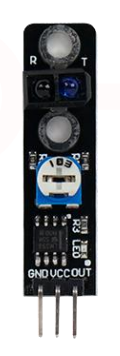 R T
103
R3
LED
GND VCC OUT